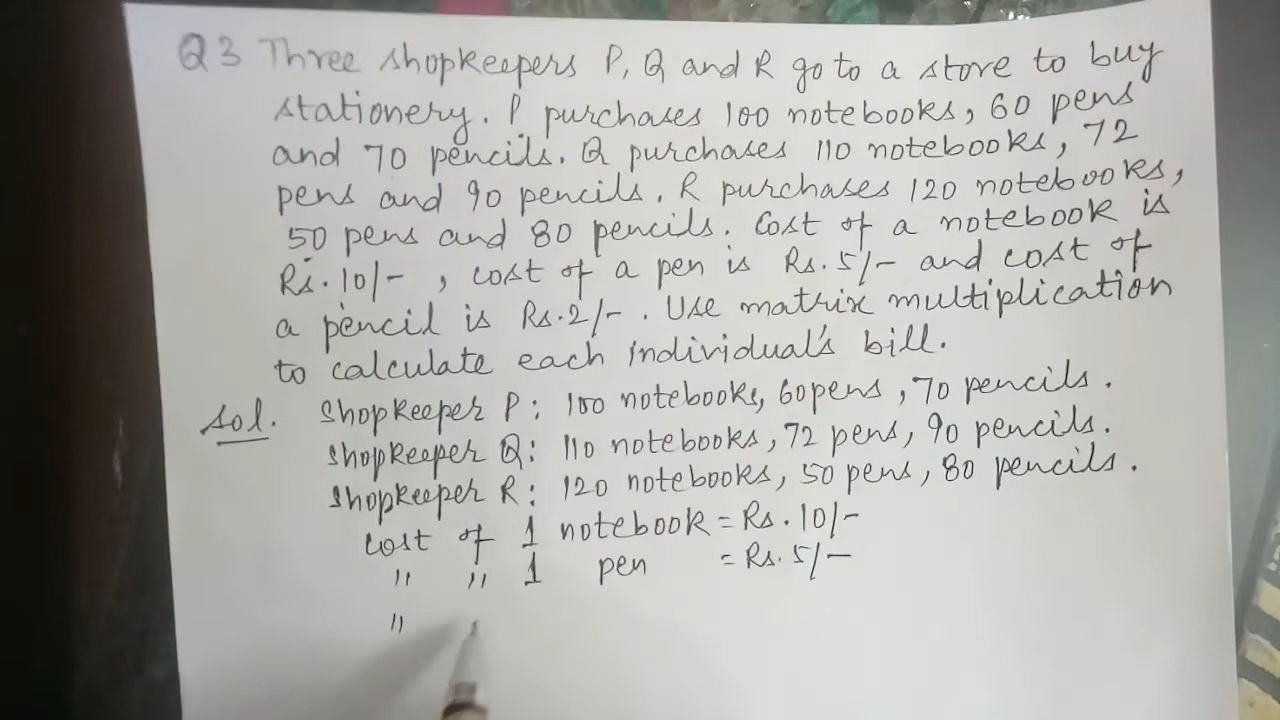 Q3 Three shopkeepers P, Q and R go to a store to buy
stationery. P purchases 100 notebooks, 60 pens
and 70 pencils. Q purchases 110 notebooks, 72
pens and 90 pencils. R purchases 120 notebooks,
50 pens and 80 pencils. Cost of a notebook is
Rs. 10/- , cost of a pen is Rs. 5/- and cost of
a pencil is Rs. 2/- . Use matrix multiplication
to calculate each individual's bill.
Sol. Shopkeeper P: 100 notebooks, 60 pens, 70 pencils.
Shopkeeper Q: 110 notebooks, 72 pens, 90 pencils.
Shopkeeper R: 120 notebooks, 50 pens, 80 pencils.
Cost of 1 notebook = Rs. 10/-
" " 1 pen = Rs. 5/-
"